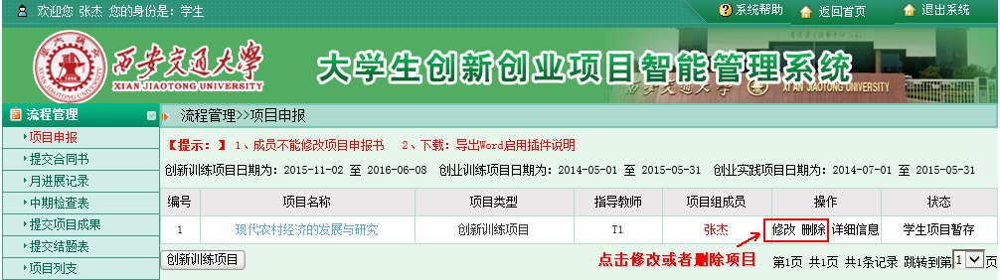 欢迎您 张杰 您的身份是：学生
系统帮助 返回首页 退出系统
西安交通大学
XIAN JIAOTONG UNIVERSITY
大学生创新创业项目智能管理系统
XI'AN JIAOTONG UNIVERSITY
流程管理
流程管理>>项目申报
项目申报
提交合同书
月进展记录
中期检查表
提交项目成果
提交结题表
项目列支
【提示：】 1、成员不能修改项目申报书 2、下载：导出Word启用插件说明
创新训练项目日期为：2015-11-02 至 2016-06-08 创业训练项目日期为：2014-05-01 至 2015-05-31 创业实践项目日期为：2014-07-01 至 2015-05-31
编号 项目名称 项目类型 指导教师 项目组成员 操作 状态
1 现代农村经济的发展与研究 创新训练项目 T1 张杰 修改 删除 详细信息 学生项目暂存
创新训练项目
点击修改或者删除项目
第1页 共1页 共1条记录 跳转到第1页